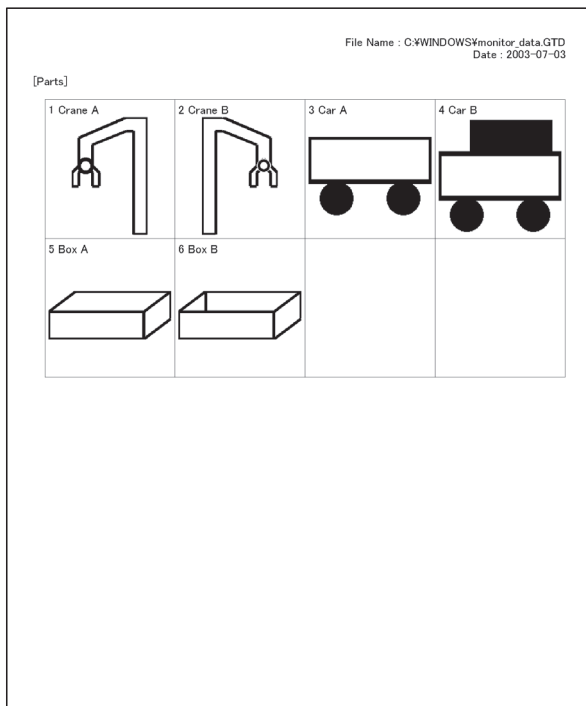 File Name : C:¥WINDOWS¥monitor_data.GTD
Date : 2003-07-03
[Parts]
1 Crane A
2 Crane B
3 Car A
4 Car B
5 Box A
6 Box B